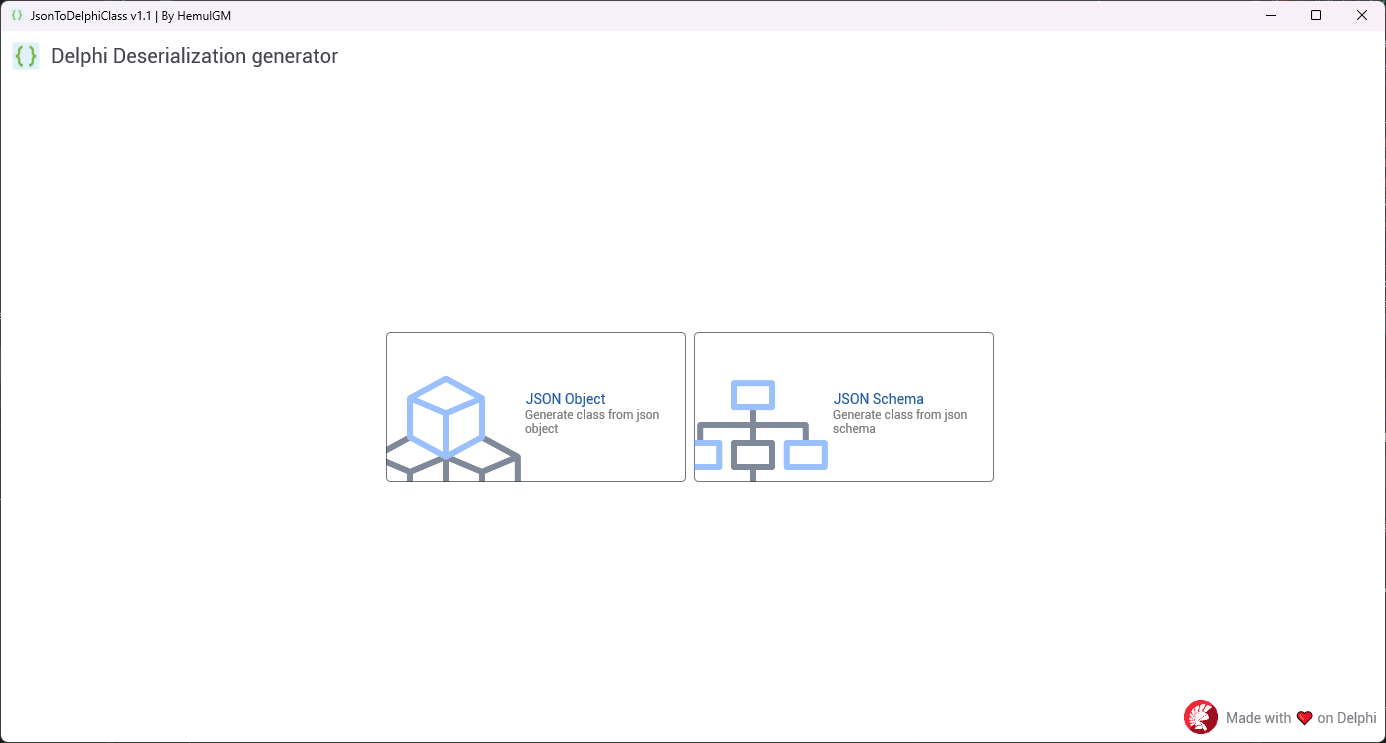 JsonToDelphiClass v1.1 | By HemulGM
Delphi Deserialization generator
JSON Object
Generate class from json
object
JSON Schema
Generate class from json
schema
Made with ❤ on Delphi